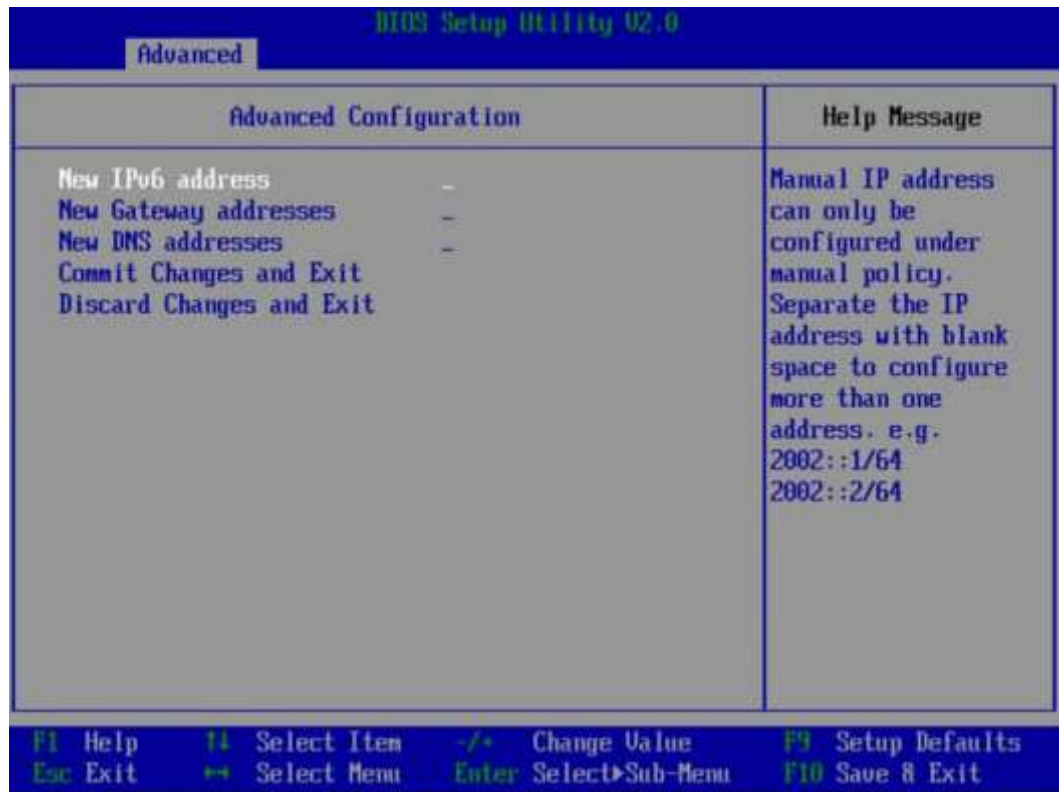 BIOS Setup Utility V2.0
Advanced
Advanced Configuration
Help Message
New IPv6 address _
New Gateway addresses _
New DNS addresses _
Commit Changes and Exit
Discard Changes and Exit
Manual IP address
can only be
configured under
manual policy.
Separate the IP
address with blank
space to configure
more than one
address. e.g.
2002::1/64
2002::2/64
F1 Help ↑↓ Select Item -/+ Change Value F9 Setup Defaults
Esc Exit ←→ Select Menu Enter Select▶Sub-Menu F10 Save & Exit